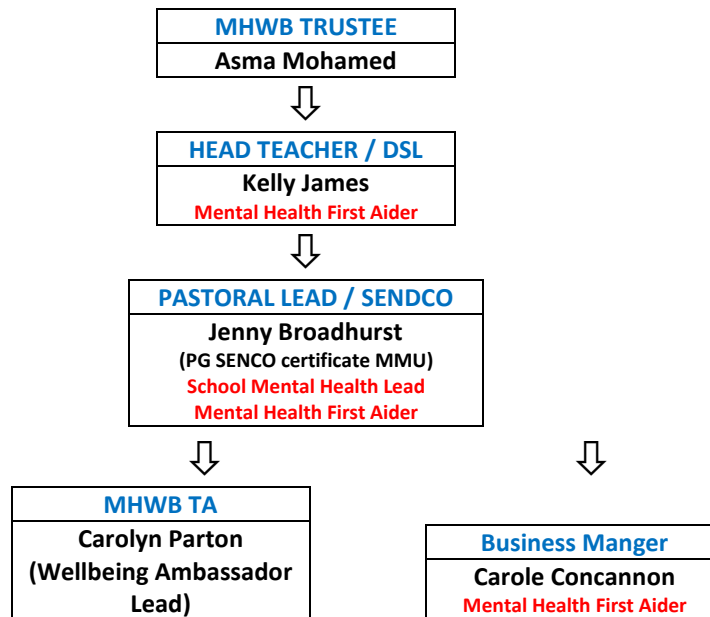 MHWB TRUSTEE
Asma Mohamed
HEAD TEACHER / DSL
Kelly James
Mental Health First Aider
PASTORAL LEAD / SENDCO
Jenny Broadhurst
(PG SENCO certificate MMU)
School Mental Health Lead
Mental Health First Aider
MHWB TA
Carolyn Parton
(Wellbeing Ambassador
Lead)
Business Manger
Carole Concannon
Mental Health First Aider